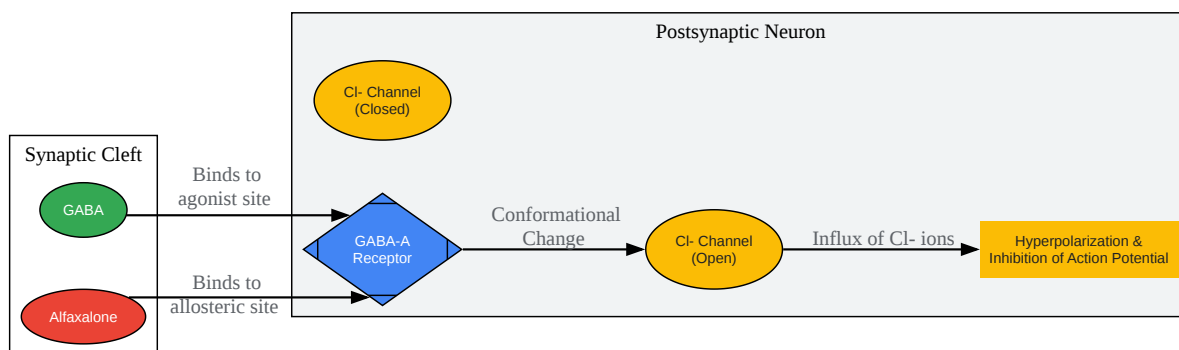 Postsynaptic Neuron
Cl- Channel
(Closed)
Synaptic Cleft
GABA
Binds to
agonist site
GABA-A
Receptor
Conformational
Change
Cl- Channel
(Open)
Influx of Cl- ions
Hyperpolarization &
Inhibition of Action Potential
Alfaxalone
Binds to
allosteric site